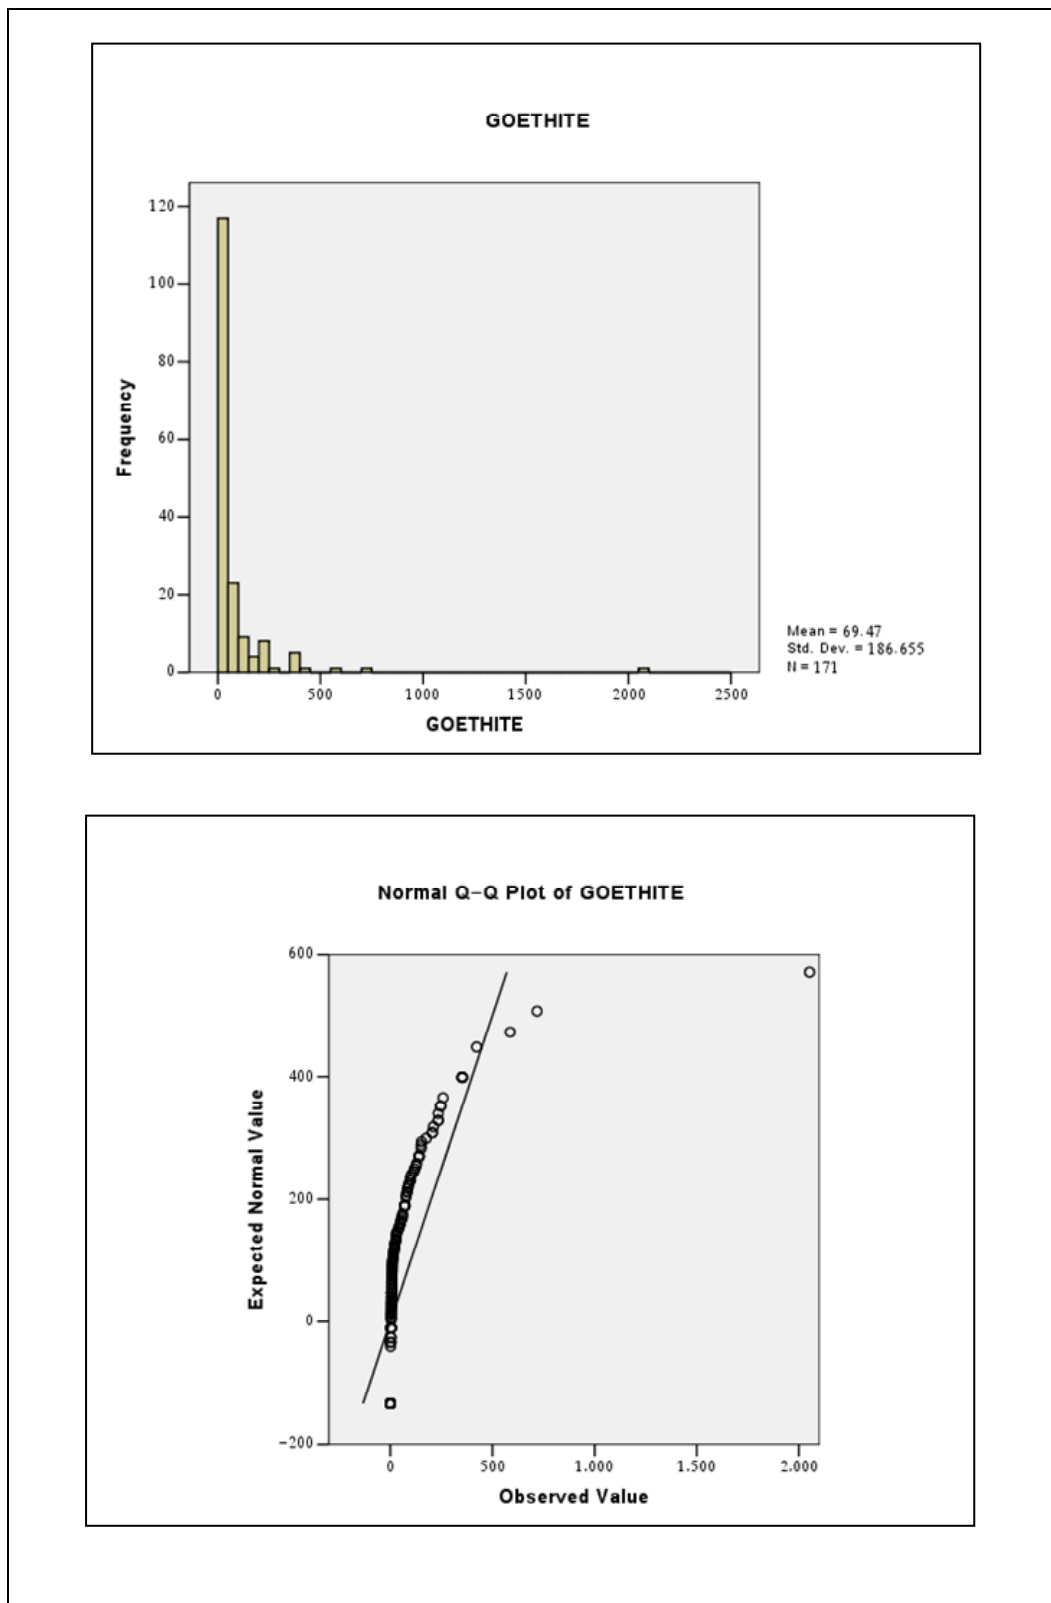 GOETHITE
120
100
80
60
40
20
0
Frequency
0 500 1000 1500 2000 2500
GOETHITE
Mean = 69.47
Std. Dev. = 186.655
N = 171
Normal Q-Q Plot of GOETHITE
600
400
200
0
-200
Expected Normal Value
0 500 1.000 1.500 2.000
Observed Value